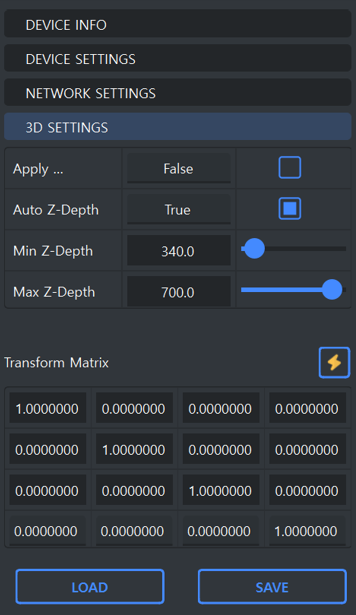 DEVICE INFO
DEVICE SETTINGS
NETWORK SETTINGS
3D SETTINGS
Apply ... False
Auto Z-Depth True
Min Z-Depth 340.0
Max Z-Depth 700.0
Transform Matrix
1.0000000 0.0000000 0.0000000 0.0000000
0.0000000 1.0000000 0.0000000 0.0000000
0.0000000 0.0000000 1.0000000 0.0000000
0.0000000 0.0000000 0.0000000 1.0000000
LOAD SAVE